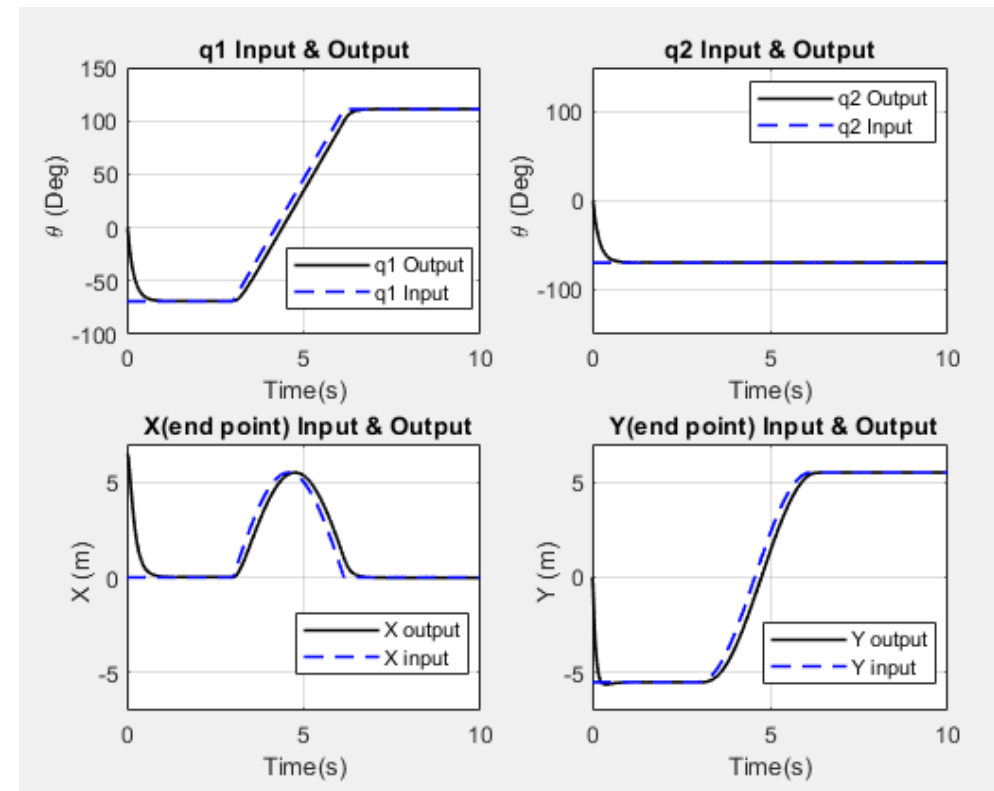 q1 Input & Output
150
100
50
0
-50
-100
θ (Deg)
q1 Output
q1 Input
0
5
10
Time(s)
q2 Input & Output
100
0
-100
θ (Deg)
q2 Output
q2 Input
0
5
10
Time(s)
X(end point) Input & Output
5
0
-5
X (m)
X output
X input
0
5
10
Time(s)
Y(end point) Input & Output
5
0
-5
Y (m)
Y output
Y input
0
5
10
Time(s)